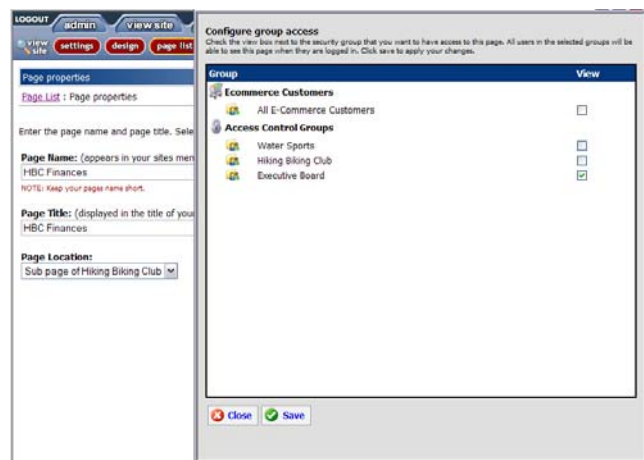 LOGOUT
admin
view site
view site
settings
design
page list
Page properties
Page List : Page properties
Enter the page name and page title. Sele
Page Name: (appears in your sites men
HBC Finances
NOTE: Keep your pages name short.
Page Title: (displayed in the title of your
HBC Finances
Page Location:
Sub page of Hiking Biking Club
Configure group access
Check the view box next to the security group that you want to have access to this page. All users in the selected groups will be
able to see this page when they are logged in. Click save to apply your changes.
Group View
Ecommerce Customers
All E-Commerce Customers
Access Control Groups
Water Sports
Hiking Biking Club
Executive Board
Close Save